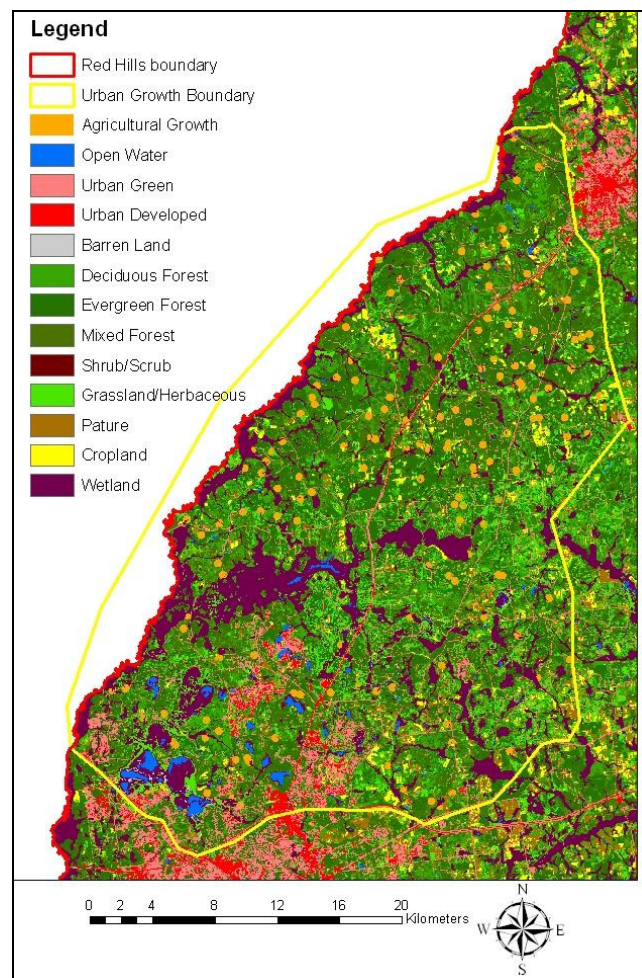 Legend
Red Hills boundary
Urban Growth Boundary
Agricultural Growth
Open Water
Urban Green
Urban Developed
Barren Land
Deciduous Forest
Evergreen Forest
Mixed Forest
Shrub/Scrub
Grassland/Herbaceous
Pature
Cropland
Wetland
0 2 4 8 12 16 20
Kilometers
N
W E
S